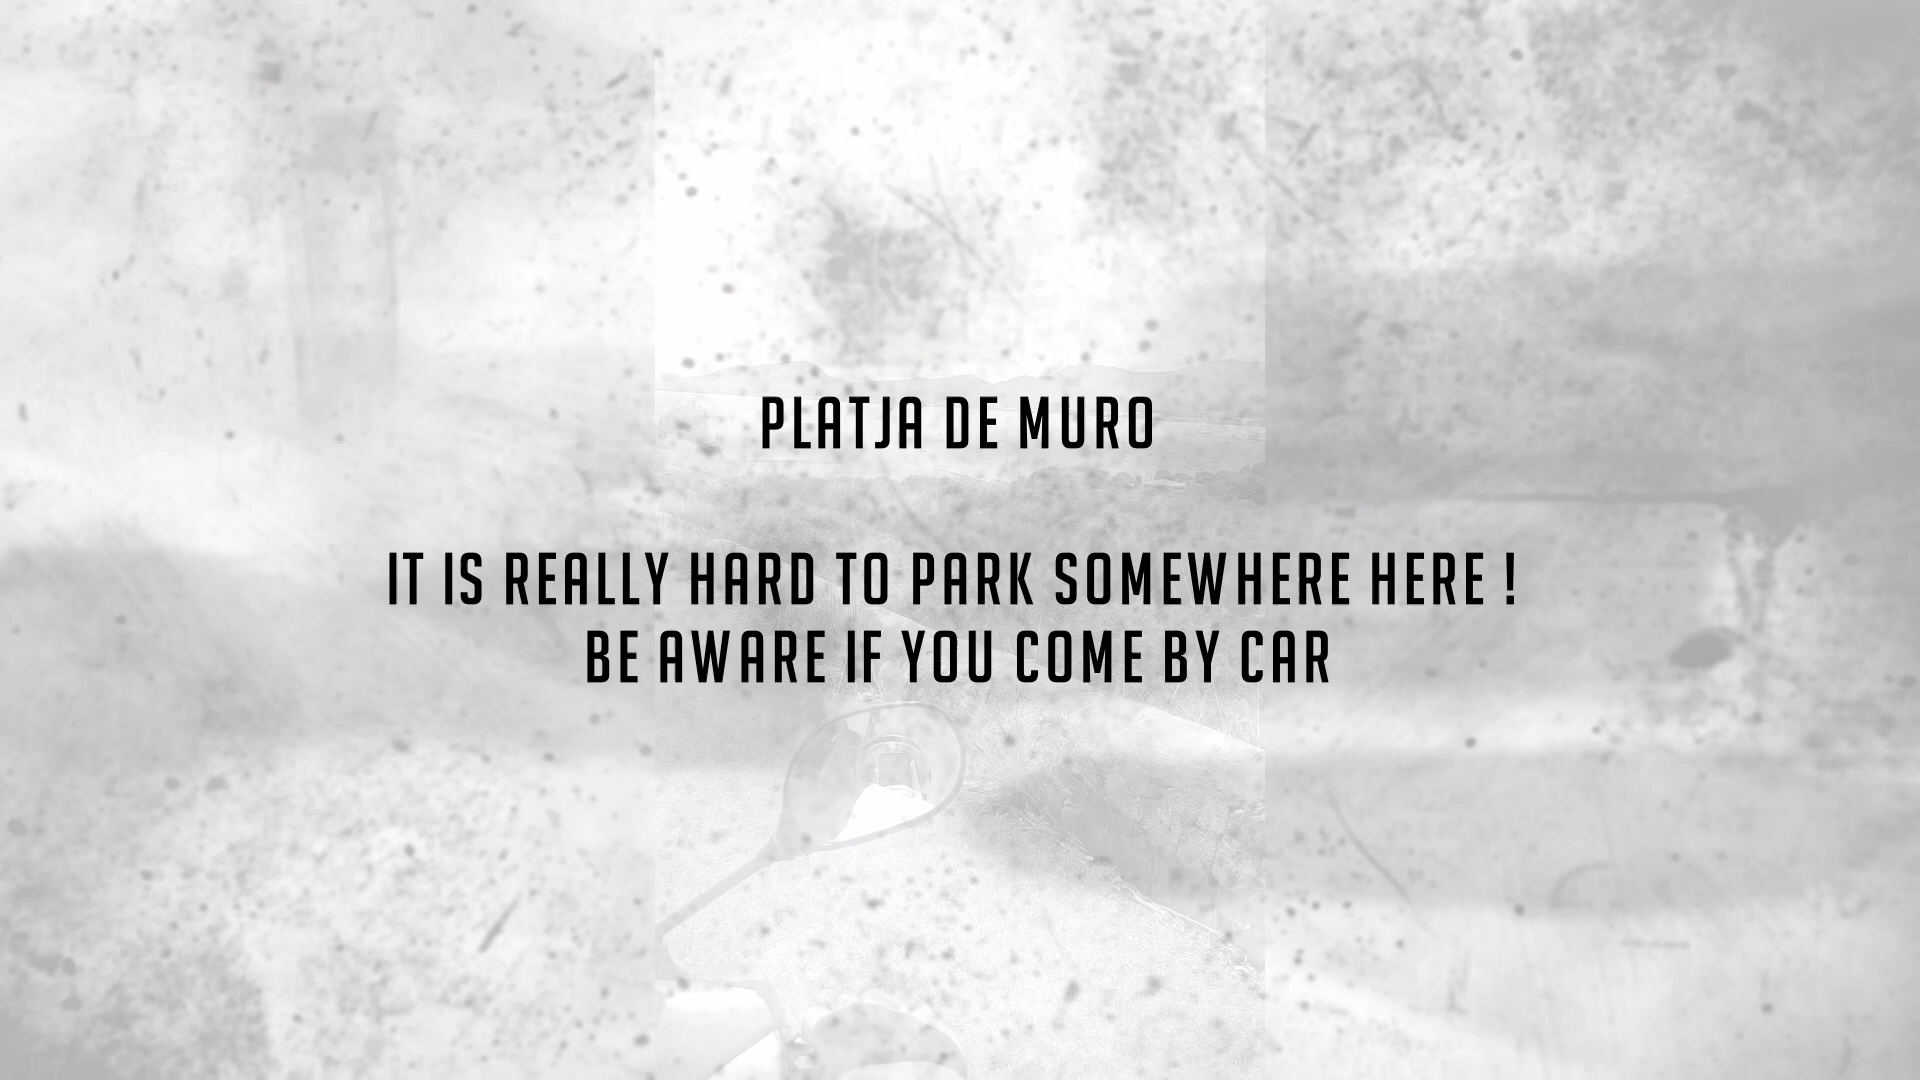 PLATJA DE MURO
IT IS REALLY HARD TO PARK SOMEWHERE HERE !
BE AWARE IF YOU COME BY CAR